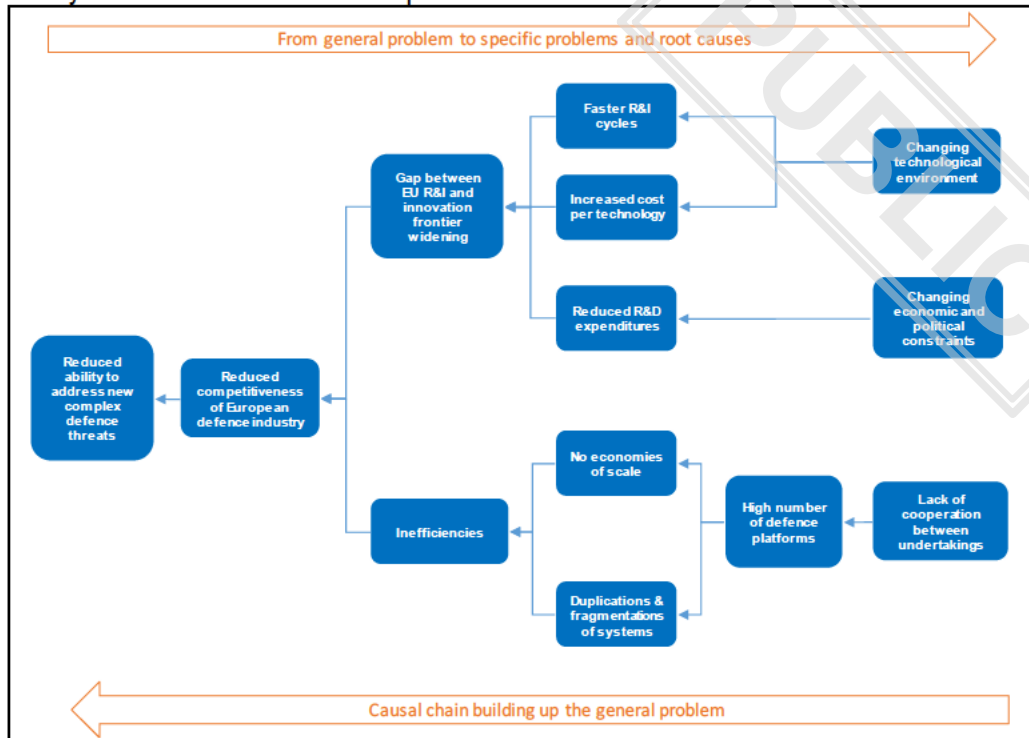 From general problem to specific problems and root causes
Faster R&I
cycles
Changing
technological
environment
Gap between
EU R&I and
innovation
frontier
widening
Increased cost
per technology
Reduced R&D
expenditures
Changing
economic and
political
constraints
Reduced
ability to
address new
complex
defence
threats
Reduced
competitiveness
of European
defence industry
No economies
of scale
Inefficiencies
High number
of defence
platforms
Lack of
cooperation
between
undertakings
Duplications &
fragmentations
of systems
Causal chain building up the general problem
PUBLIC